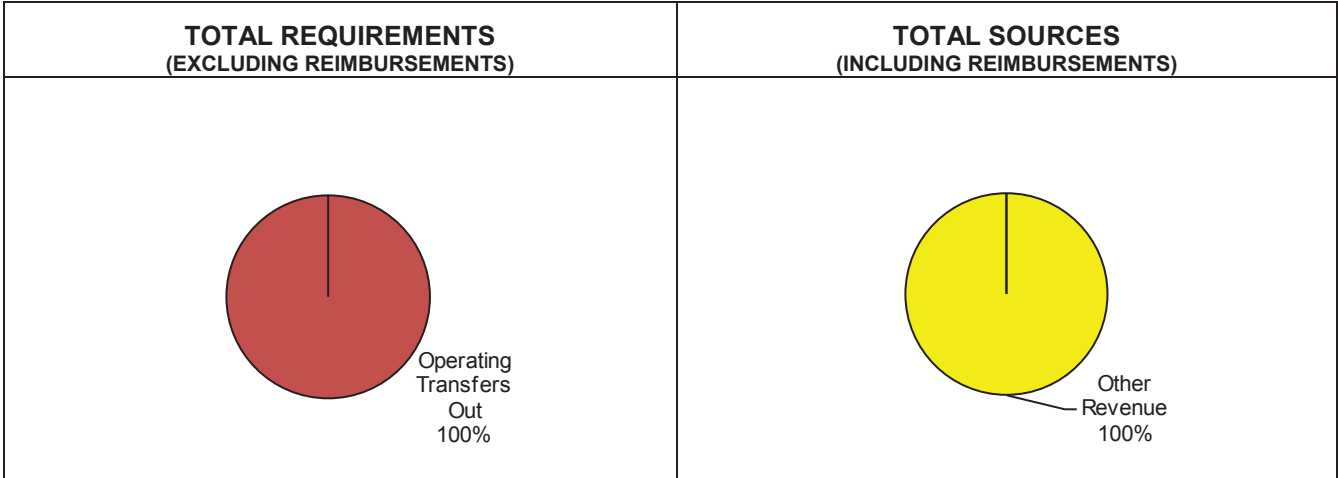 TOTAL REQUIREMENTS
(EXCLUDING REIMBURSEMENTS)
TOTAL SOURCES
(INCLUDING REIMBURSEMENTS)
Operating
Transfers
Out
100%
Other
Revenue
100%